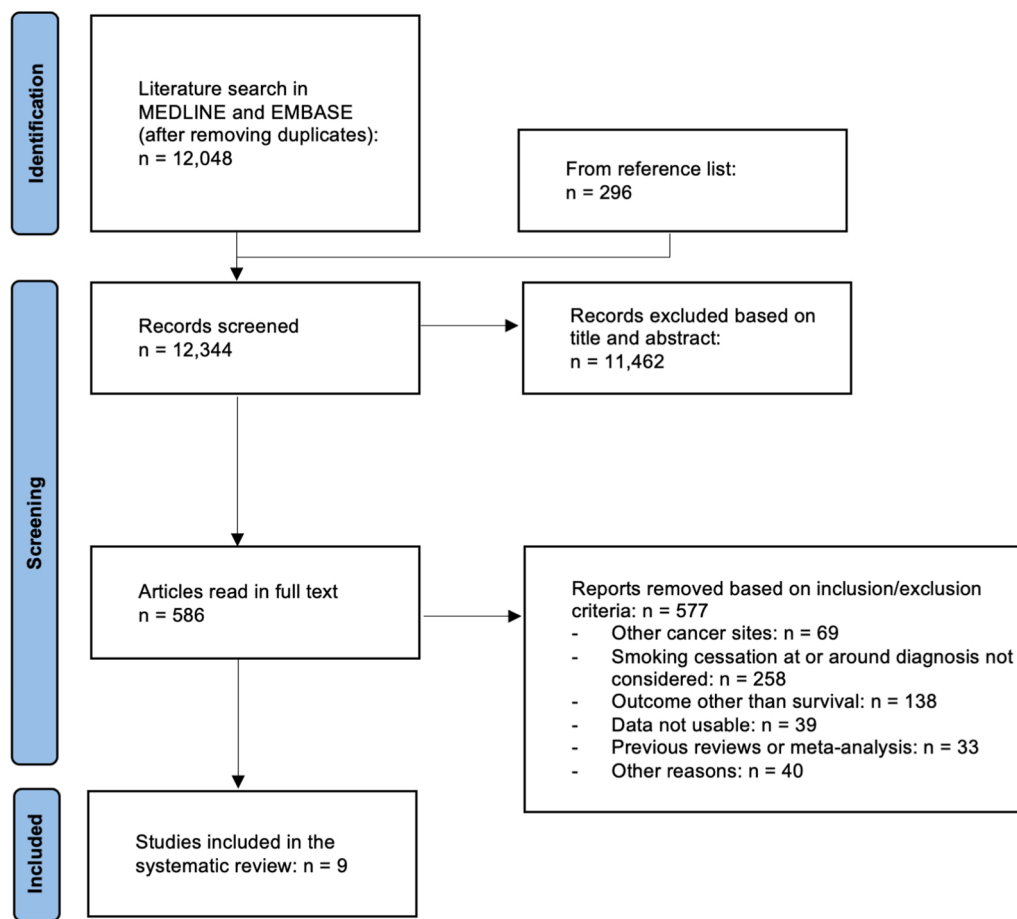 Identification
Literature search in
MEDLINE and EMBASE
(after removing duplicates):
n = 12,048
From reference list:
n = 296
Screening
Records screened
n = 12,344
Records excluded based on
title and abstract:
n = 11,462
Articles read in full text
n = 586
Reports removed based on inclusion/exclusion
criteria: n = 577
- Other cancer sites: n = 69
- Smoking cessation at or around diagnosis not
considered: n = 258
- Outcome other than survival: n = 138
- Data not usable: n = 39
- Previous reviews or meta-analysis: n = 33
- Other reasons: n = 40
Included
Studies included in the
systematic review: n = 9